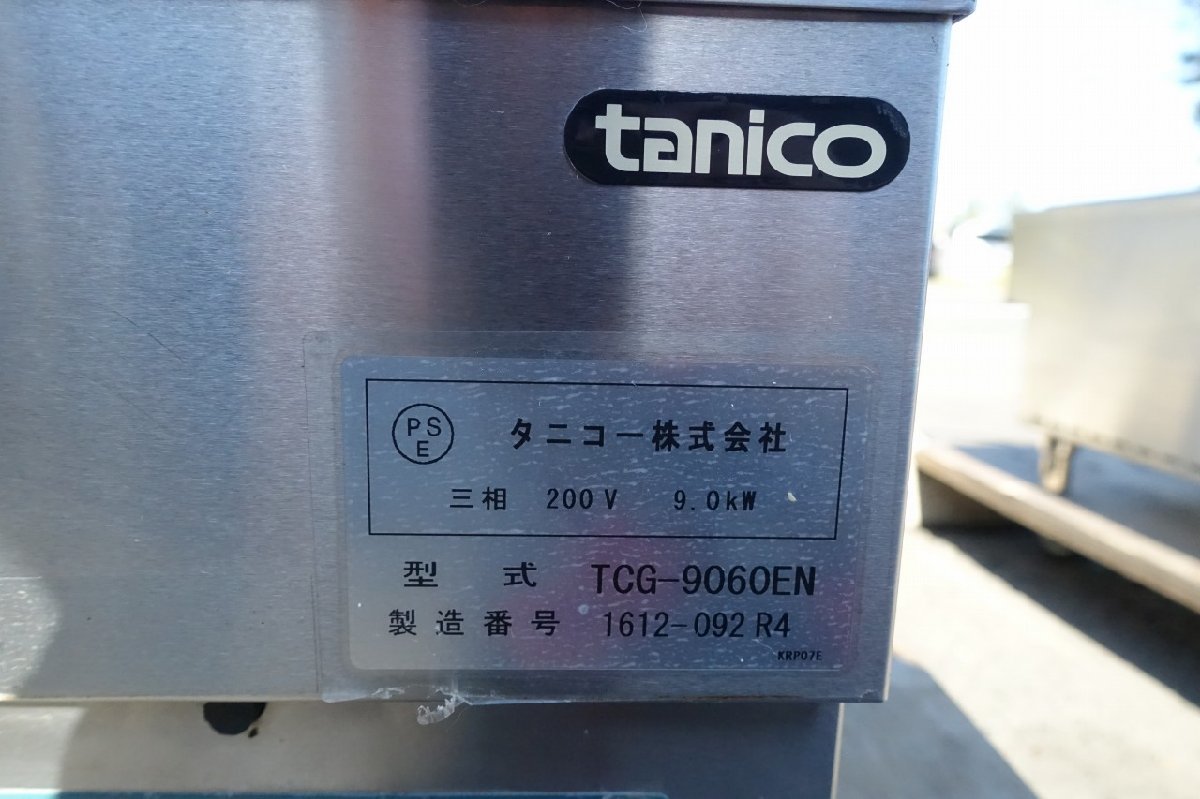 tanico
PSE タニコー株式会社
三相 200V 9.0kW
型式 TCG-9060EN
製造番号 1612-092 R4
KRP07E